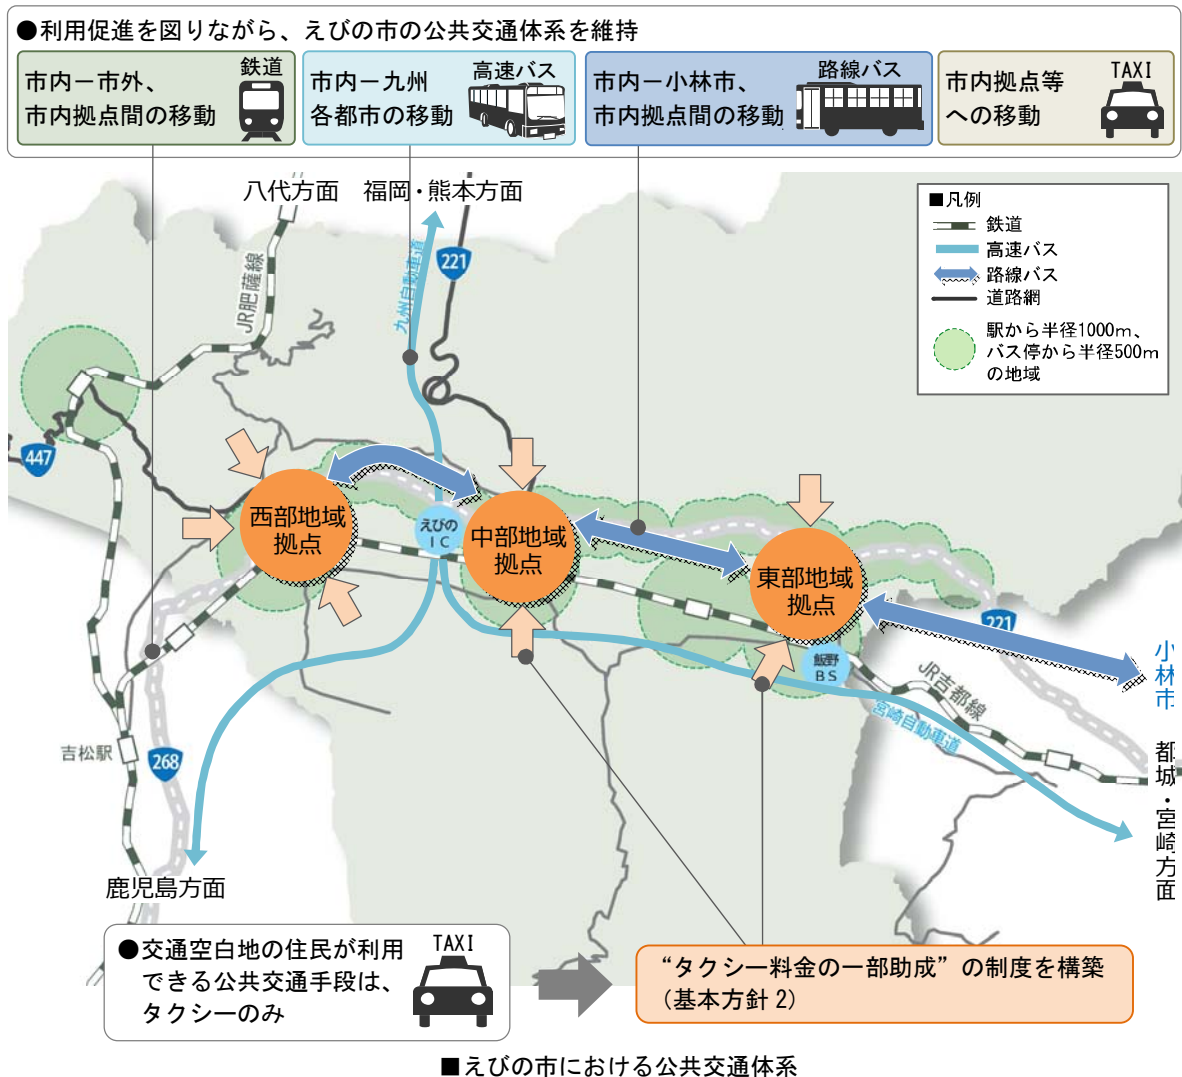 ●利用促進を図りながら、えびの市の公共交通体系を維持
市内－市外、
市内拠点間の移動
鉄道
市内－九州
各都市の移動
高速バス
市内－小林市、
市内拠点間の移動
路線バス
市内拠点等
への移動
TAXI
八代方面
福岡・熊本方面
■凡例
鉄道
高速バス
路線バス
道路網
駅から半径1000m、
バス停から半径500m
の地域
JR肥薩線
九州自動車道
221
447
西部地域
拠点
えびの
IC
中部地域
拠点
東部地域
拠点
飯野
BS
221
小林市
JR吉都線
宮崎自動車道
吉松駅
268
都城・宮崎方面
鹿児島方面
●交通空白地の住民が利用
できる公共交通手段は、
タクシーのみ
TAXI
“タクシー料金の一部助成”の制度を構築
（基本方針2）
■えびの市における公共交通体系